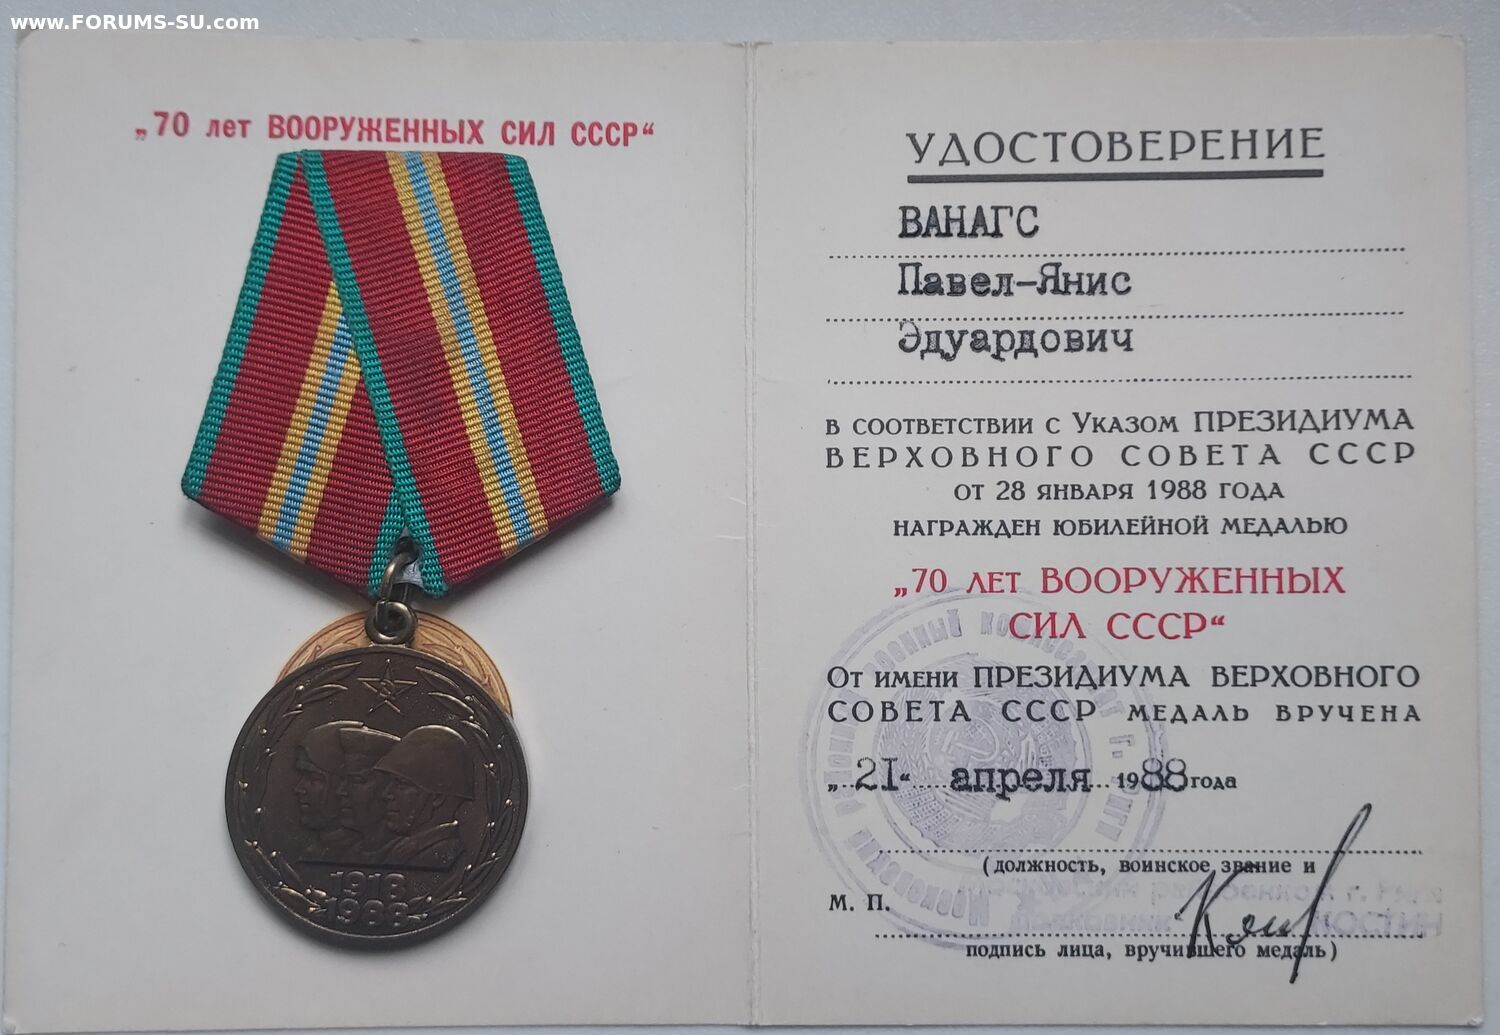 www.FORUMS-SU.com
„70 лет ВООРУЖЕННЫХ СИЛ СССР“
1918
1988
УДОСТОВЕРЕНИЕ
ВАНАГС
Павел-Янис
Эдуардович
в соответствии с Указом ПРЕЗИДИУМА
ВЕРХОВНОГО СОВЕТА СССР
от 28 января 1988 года
награжден юбилейной медалью
„70 лет ВООРУЖЕННЫХ
СИЛ СССР“
От имени ПРЕЗИДИУМА ВЕРХОВНОГО
СОВЕТА СССР медаль вручена
„21“ апреля 1988 года
(должность, воинское звание и
М. П.
КОСТИН
подпись лица, вручившего медаль)